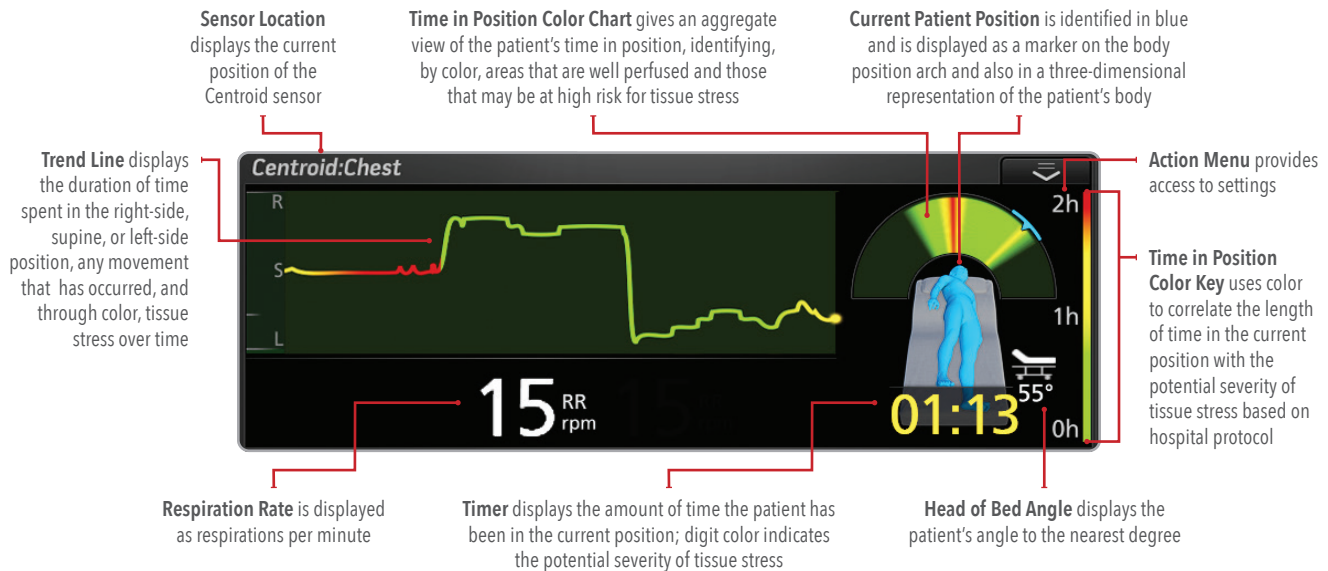 Sensor Location
displays the current
position of the
Centroid sensor
Time in Position Color Chart gives an aggregate
view of the patient's time in position, identifying,
by color, areas that are well perfused and those
that may be at high risk for tissue stress
Current Patient Position is identified in blue
and is displayed as a marker on the body
position arch and also in a three-dimensional
representation of the patient's body
Trend Line displays
the duration of time
spent in the right-side,
supine, or left-side
position, any movement
that has occurred, and
through color, tissue
stress over time
Centroid:Chest
R
S
L
15 RR
rpm
01:13
55°
2h
1h
0h
Action Menu provides
access to settings
Time in Position
Color Key uses color
to correlate the length
of time in the current
position with the
potential severity of
tissue stress based on
hospital protocol
Respiration Rate is displayed
as respirations per minute
Timer displays the amount of time the patient has
been in the current position; digit color indicates
the potential severity of tissue stress
Head of Bed Angle displays the
patient's angle to the nearest degree